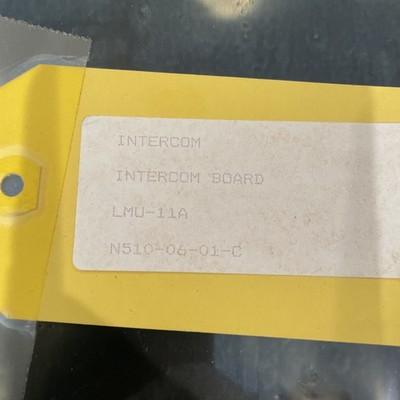 INTERCOM
INTERCOM BOARD
LMU-11A
N510-06-01-C